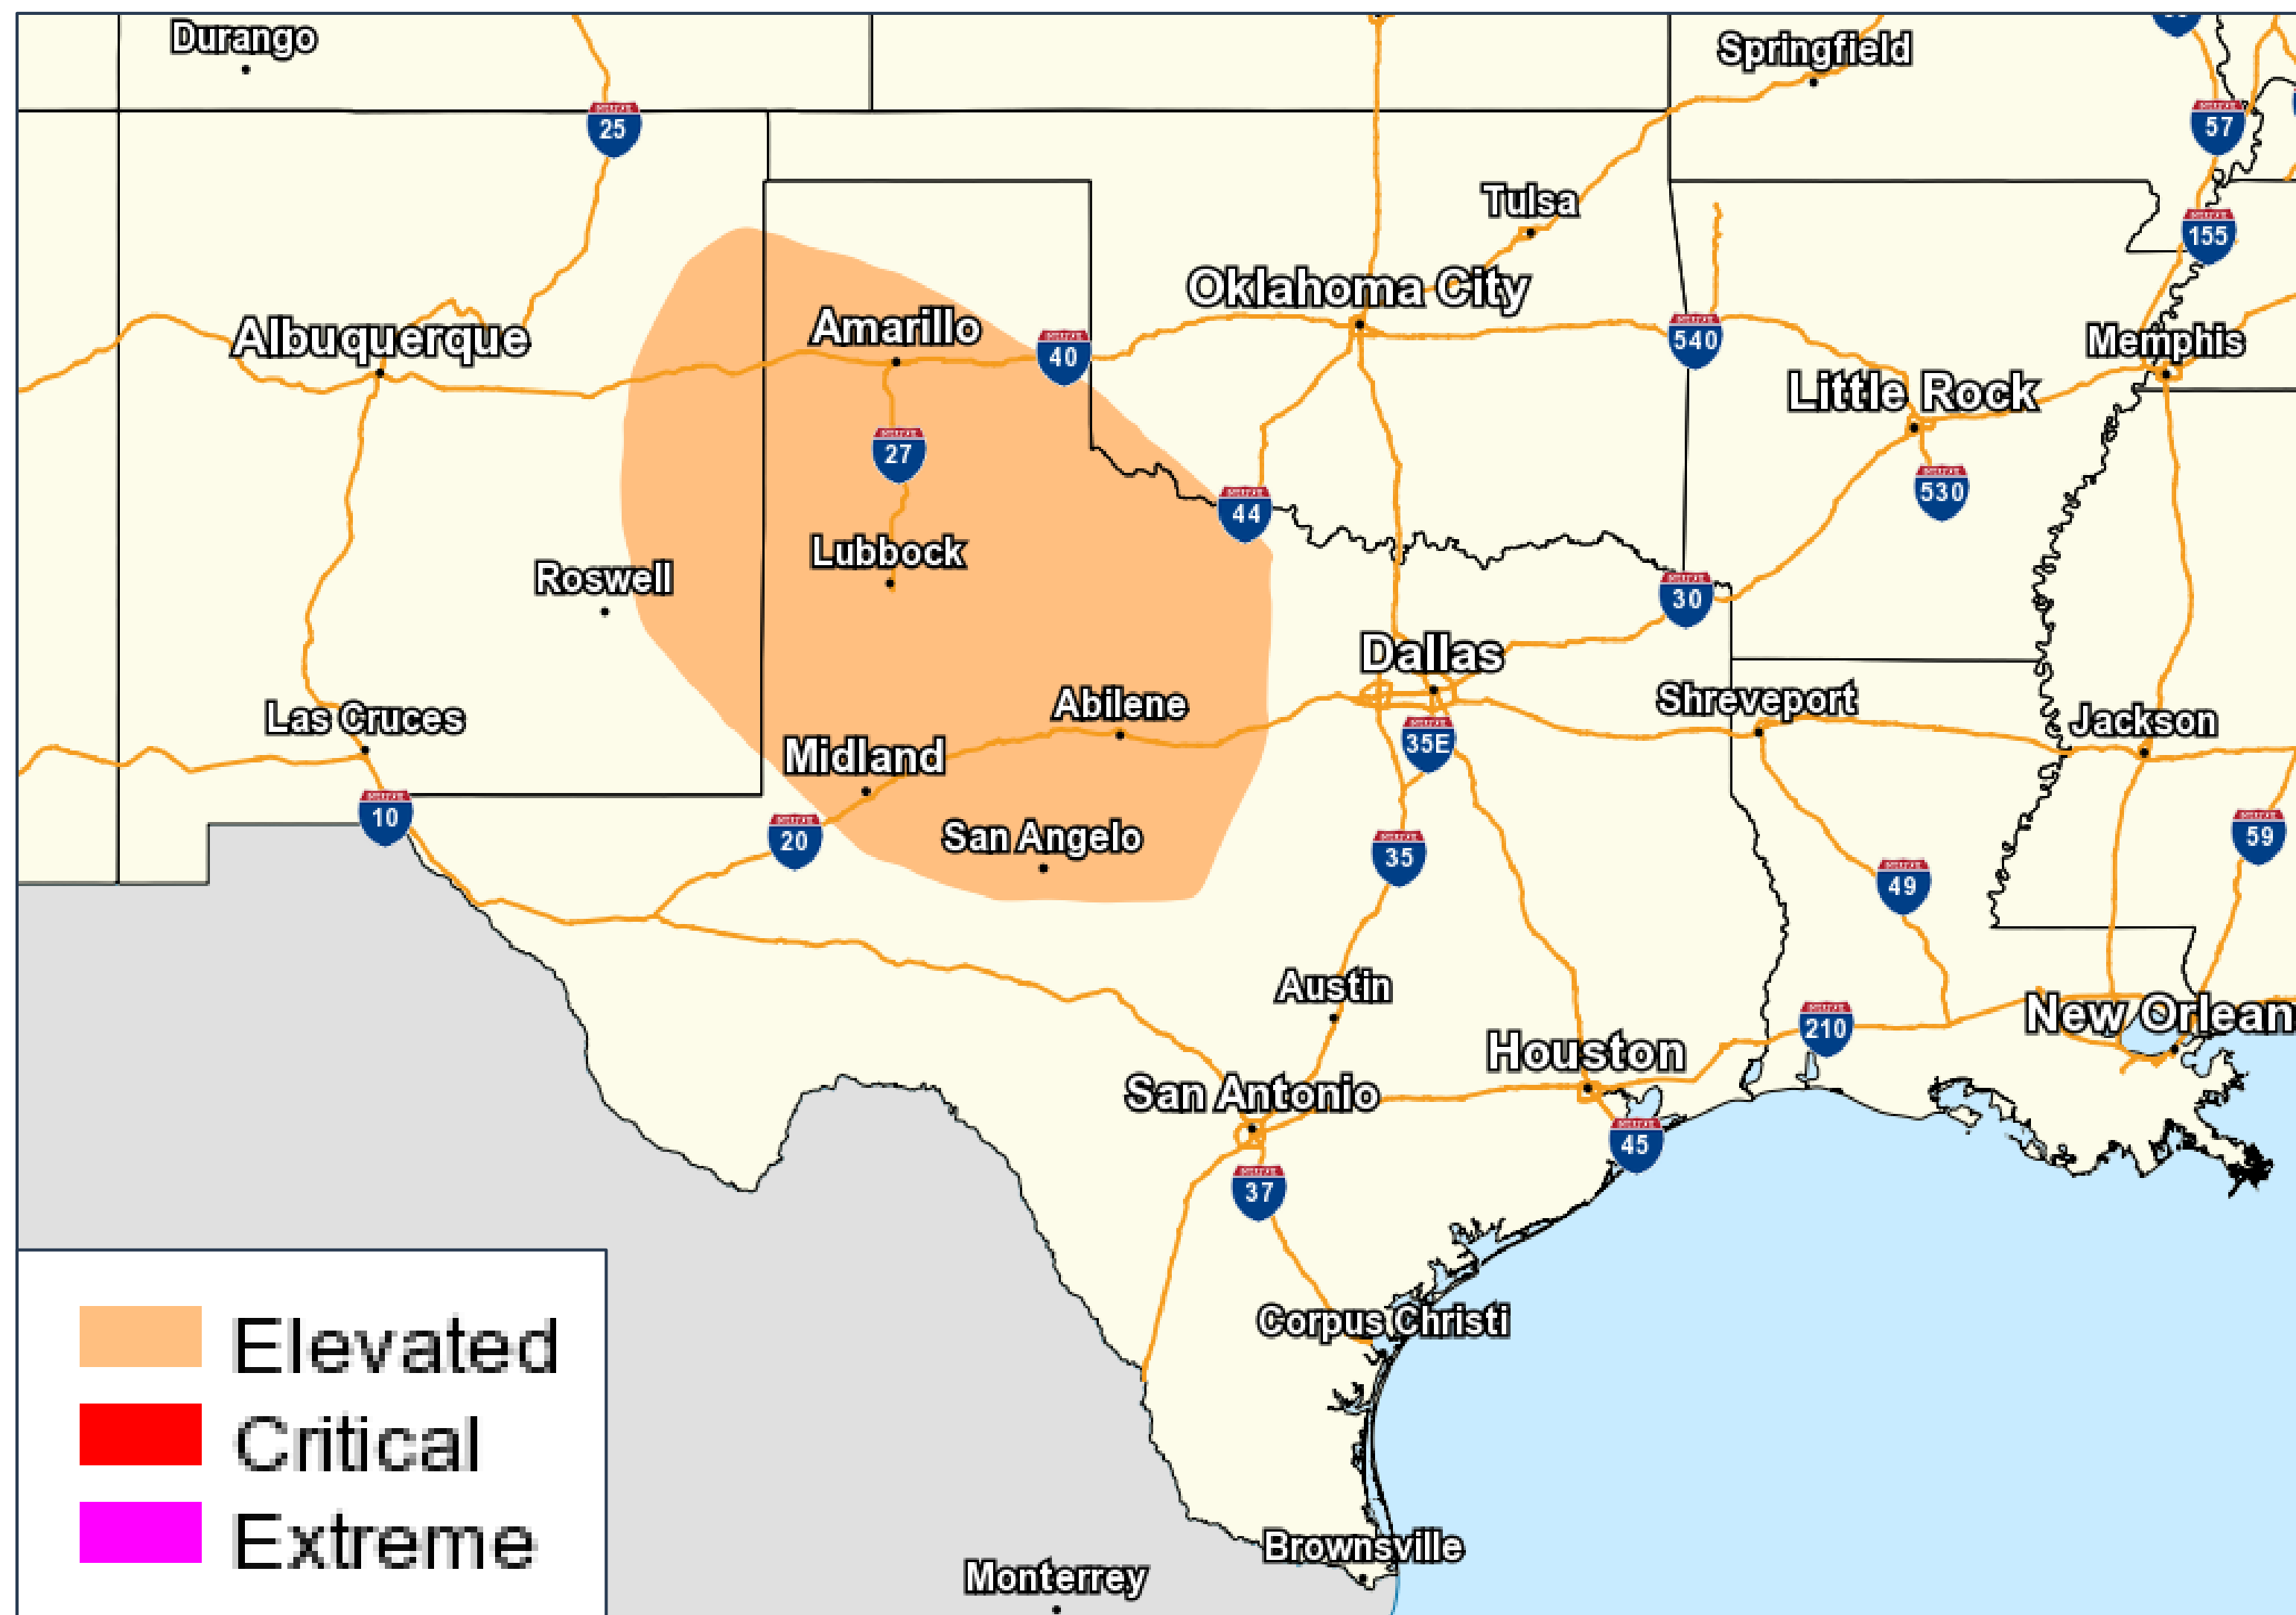 Durango
Springfield
25
57
Tulsa
155
Oklahoma City
Albuquerque
Amarillo
40
540
Memphis
Little Rock
27
530
44
Lubbock
Roswell
30
Dallas
Abilene
Shreveport
Las Cruces
Jackson
35E
Midland
10
20
San Angelo
35
59
49
Austin
New Orlean
210
Houston
San Antonio
45
37
Corpus Christi
Elevated
Critical
Extreme
Brownsville
Monterrey